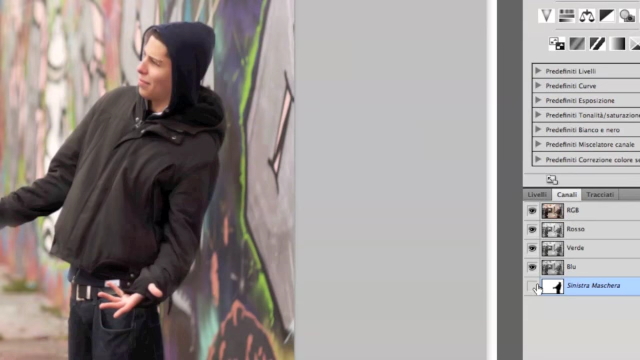 Predefiniti Livelli
Predefiniti Curve
Predefiniti Esposizione
Predefiniti Tonalità/saturazione
Predefiniti Bianco e nero
Predefiniti Miscelatore canale
Predefiniti Correzione colore se
Livelli Canali Tracciati
RGB
Rosso
Verde
Blu
Sinistra Maschera